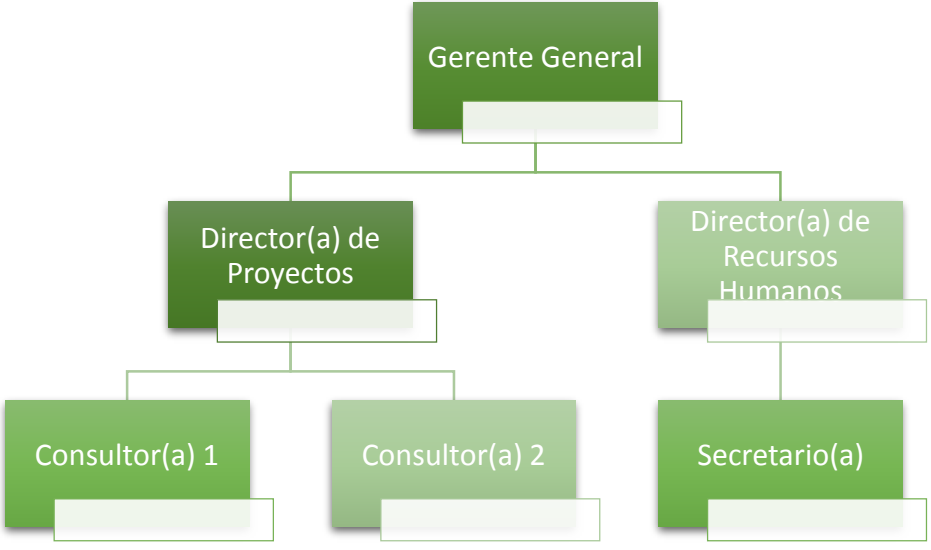 Gerente General
Director(a) de
Proyectos
Director(a) de
Recursos
Humanos
Consultor(a) 1
Consultor(a) 2
Secretario(a)